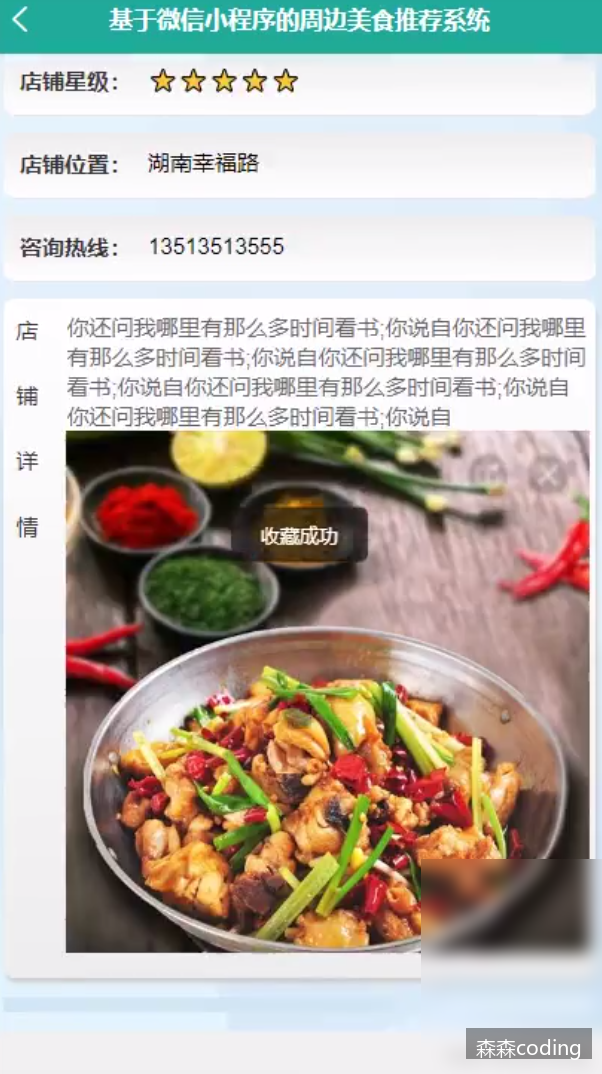 基于微信小程序的周边美食推荐系统
店铺星级：
店铺位置： 湖南幸福路
咨询热线： 13513513555
店铺详情
你还问我哪里有那么多时间看书;你说自你还问我哪里
有那么多时间看书;你说自你还问我哪里有那么多时间
看书;你说自你还问我哪里有那么多时间看书;你说自
你还问我哪里有那么多时间看书;你说自
收藏成功
森森coding